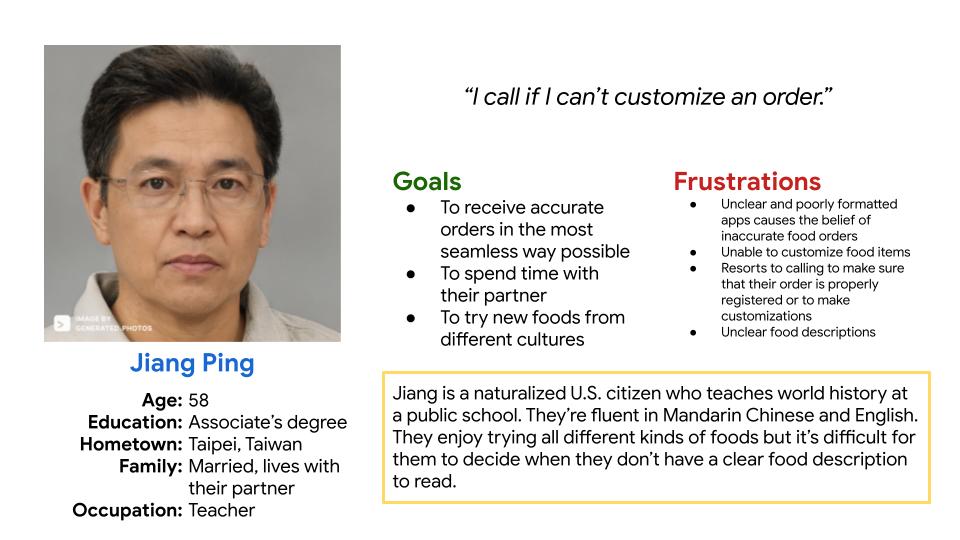 “I call if I can’t customize an order.”
Goals
● To receive accurate
orders in the most
seamless way possible
● To spend time with
their partner
● To try new foods from
different cultures
Frustrations
● Unclear and poorly formatted
apps causes the belief of
inaccurate food orders
● Unable to customize food items
● Resorts to calling to make sure
that their order is properly
registered or to make
customizations
● Unclear food descriptions
IMAGE BY
GENERATED.PHOTOS
Jiang Ping
Age: 58
Education: Associate’s degree
Hometown: Taipei, Taiwan
Family: Married, lives with
their partner
Occupation: Teacher
Jiang is a naturalized U.S. citizen who teaches world history at
a public school. They’re fluent in Mandarin Chinese and English.
They enjoy trying all different kinds of foods but it’s difficult for
them to decide when they don’t have a clear food description
to read.